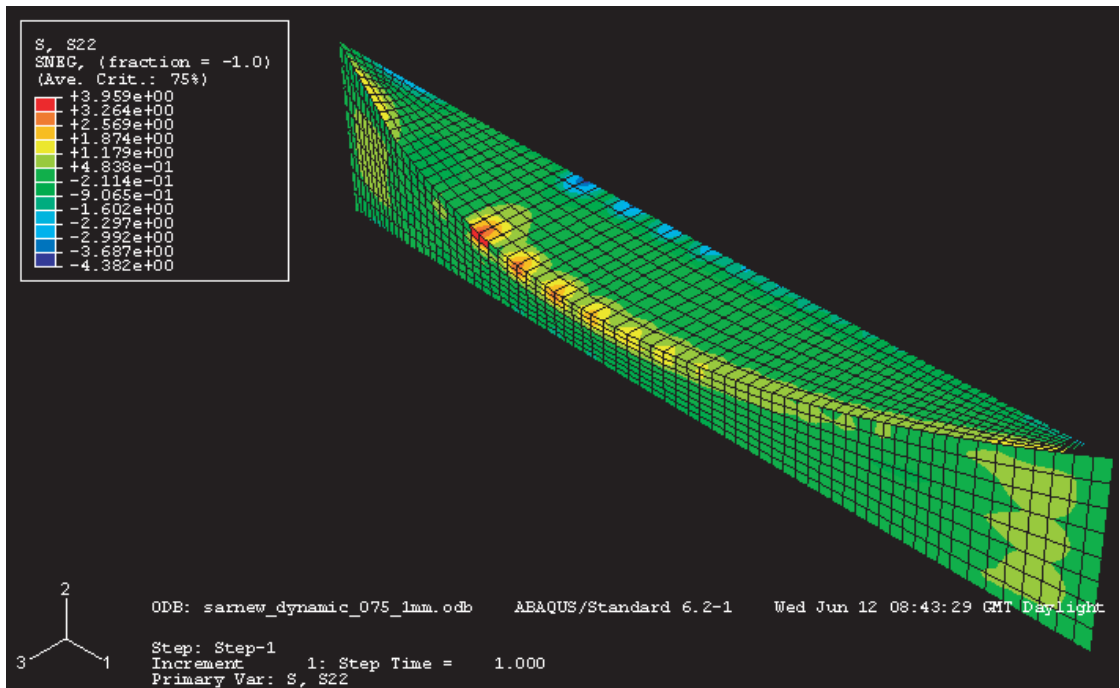 S, S22
SNEG, (fraction = -1.0)
(Ave. Crit.: 75%)
+3.959e+00
+3.264e+00
+2.569e+00
+1.874e+00
+1.179e+00
+4.838e-01
-2.114e-01
-9.065e-01
-1.602e+00
-2.297e+00
-2.992e+00
-3.687e+00
-4.382e+00
2
3
1
ODB: sarnew_dynamic_075_1mm.odb ABAQUS/Standard 6.2-1 Wed Jun 12 08:43:29 GMT Daylight
Step: Step-1
Increment 1: Step Time = 1.000
Primary Var: S, S22